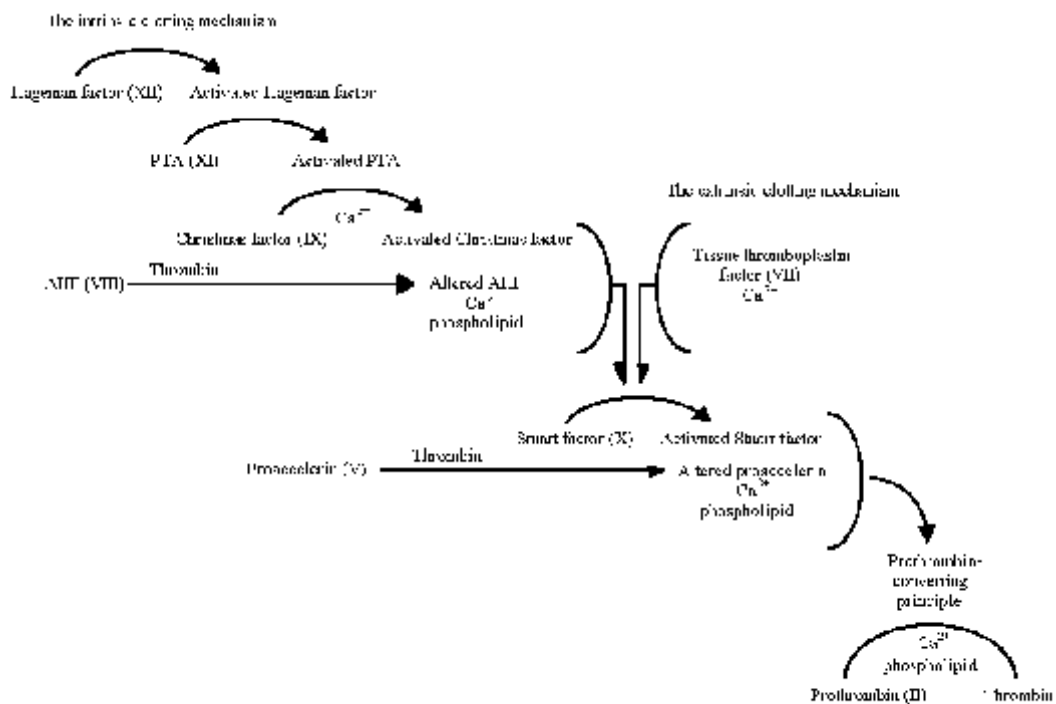 The intrinsic clotting mechanism
Hageman factor (XII)
Activated Hageman factor
PTA (XI)
Activated PTA
The extrinsic clotting mechanism
Ca²⁺
Christmas factor (IX)
Activated Christmas factor
Tissue thromboplastin
factor (VII)
Ca²⁺
Thrombin
AHF (VIII)
Altered AHF
Ca²⁺
phospholipid
Stuart factor (X)
Activated Stuart factor
Thrombin
Proaccelerin (V)
Altered proaccelerin
Ca²⁺
phospholipid
Prothrombin-
converting
principle
Ca²⁺
phospholipid
Prothrombin (II)
Thrombin